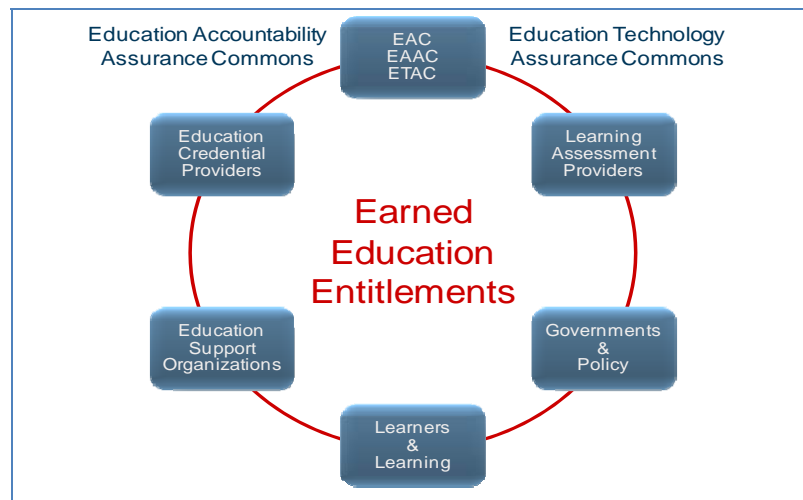 Education Accountability
Assurance Commons
EAC
EAAC
ETAC
Education Technology
Assurance Commons
Education
Credential
Providers
Learning
Assessment
Providers
Earned
Education
Entitlements
Education
Support
Organizations
Governments
&
Policy
Learners
&
Learning